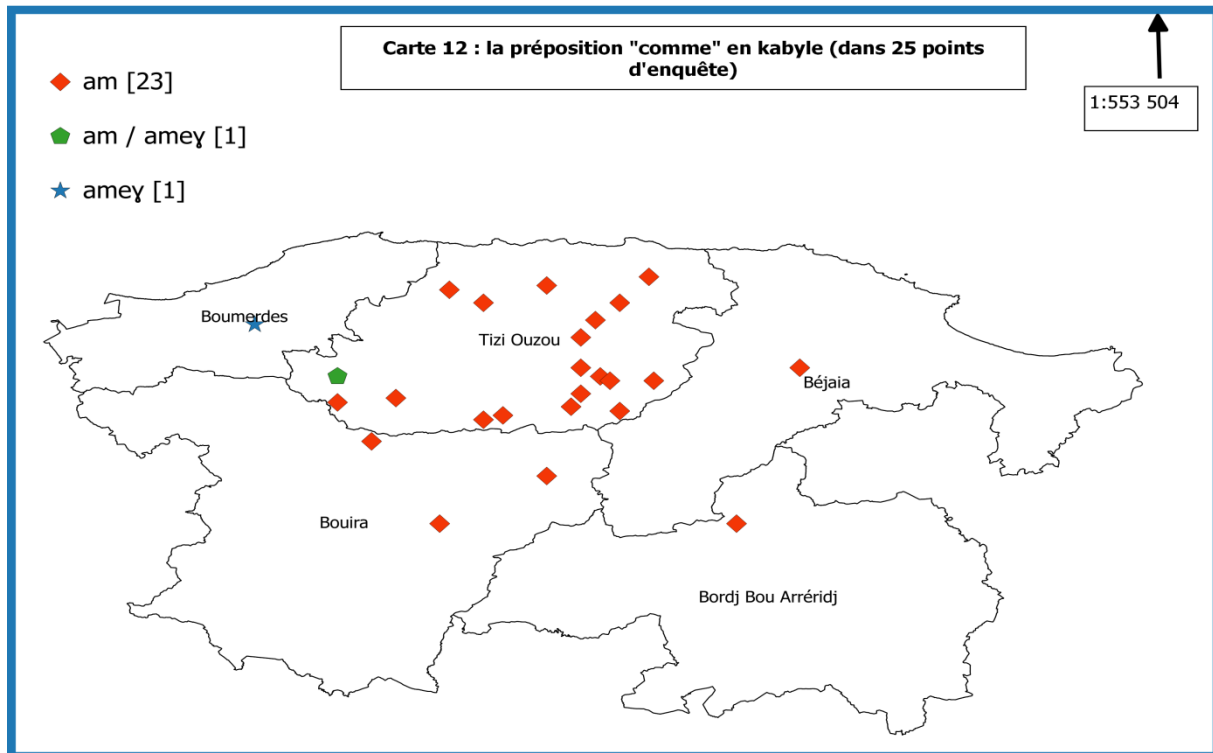 Carte 12 : la préposition "comme" en kabyle (dans 25 points
d'enquête)
1:553 504
am [23]
am / ameɣ [1]
ameɣ [1]
Boumerdes
Tizi Ouzou
Béjaia
Bouira
Bordj Bou Arréridj